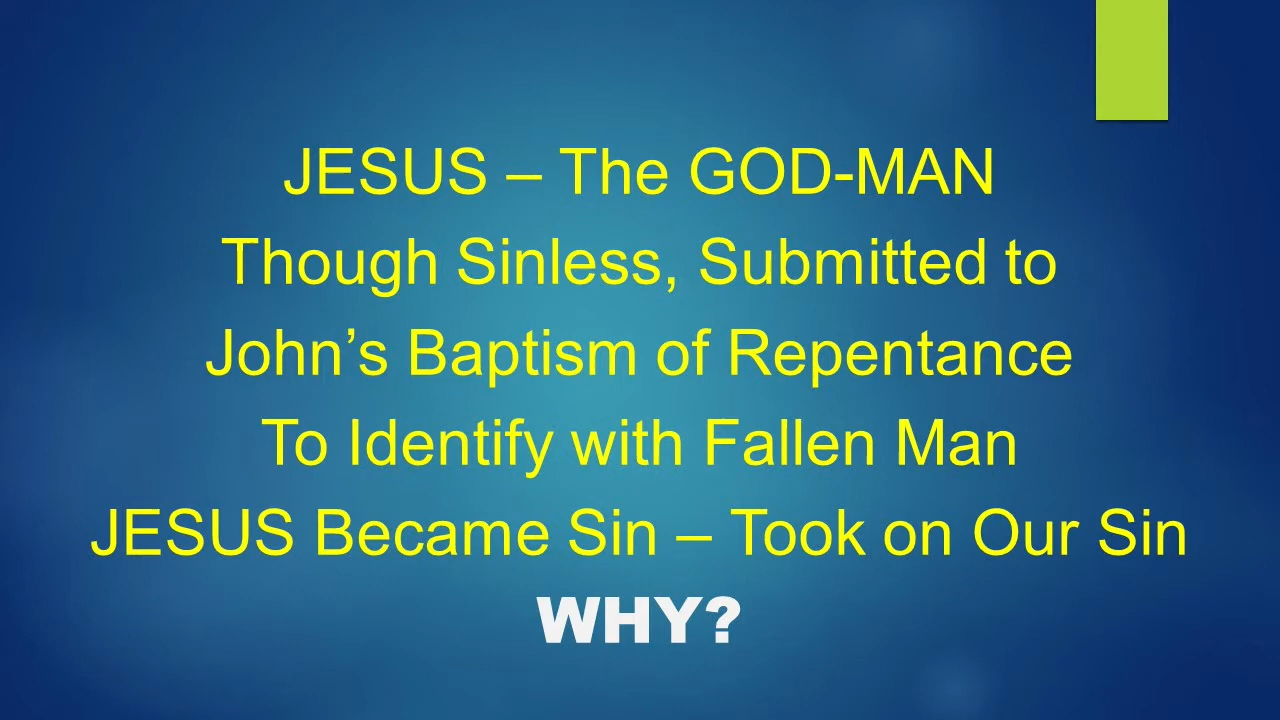 JESUS – The GOD-MAN
Though Sinless, Submitted to
John’s Baptism of Repentance
To Identify with Fallen Man
JESUS Became Sin – Took on Our Sin
WHY?